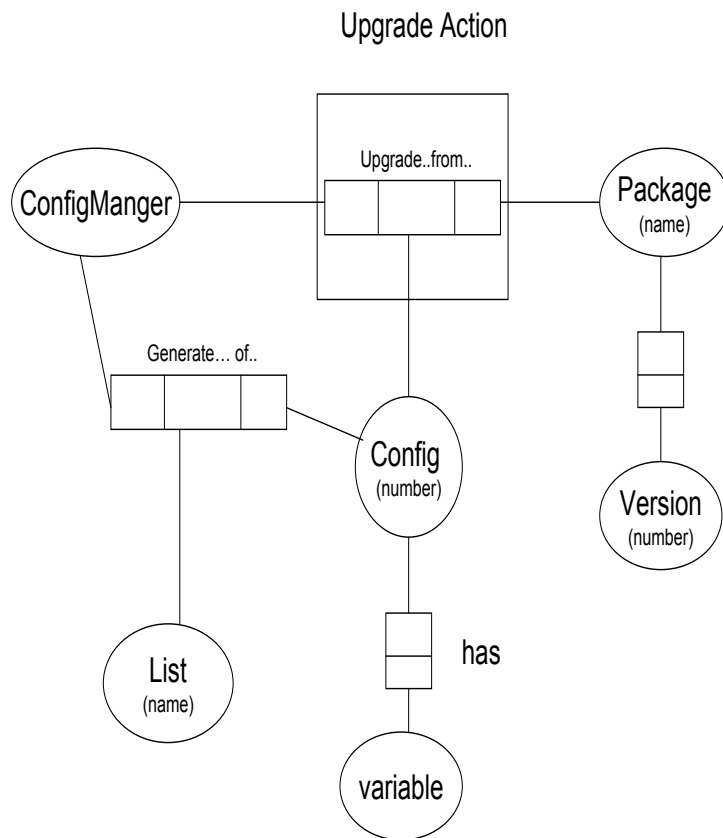 Upgrade Action
Upgrade..from..
ConfigManger
Package
(name)
Generate... of..
Config
(number)
Version
(number)
has
List
(name)
variable